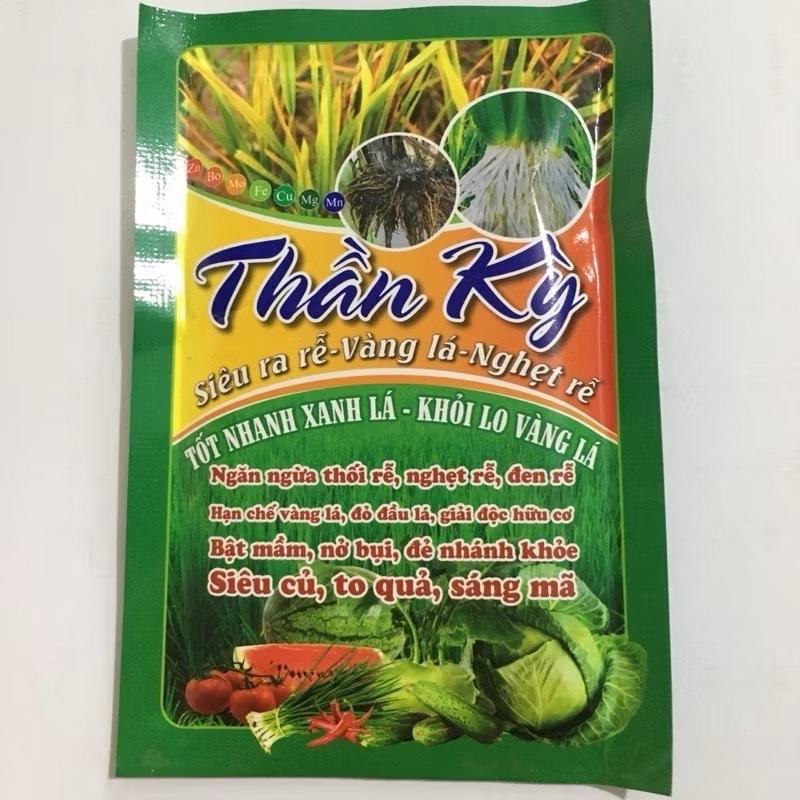 Zn Bo Mo Fe Cu Mg Mn
Thần Kỳ
Siêu ra rễ-Vàng lá-Nghẹt rễ
TỐT NHANH XANH LÁ - KHỎI LO VÀNG LÁ
Ngăn ngừa thối rễ, nghẹt rễ, đen rễ
Hạn chế vàng lá, đỏ đầu lá, giải độc hữu cơ
Bật mầm, nở bụi, đẻ nhánh khỏe
Siêu củ, to quả, sáng mã